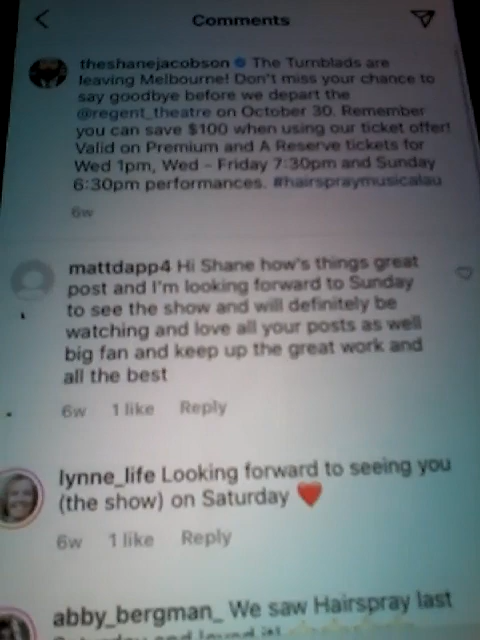 Comments
theshanejacobson The Turnblads are
leaving Melbourne! Don't miss your chance to
say goodbye before we depart the
@regent_theatre on October 30. Remember
you can save $100 when using our ticket offer!
Valid on Premium and A Reserve tickets for
Wed 1pm, Wed - Friday 7:30pm and Sunday
6:30pm performances. #hairspraymusicalau
6w
mattdapp4 Hi Shane how's things great
post and I'm looking forward to Sunday
to see the show and will definitely be
watching and love all your posts as well
big fan and keep up the great work and
all the best
6w 1 like Reply
lynne_life Looking forward to seeing you
(the show) on Saturday ❤️
6w 1 like Reply
abby_bergman_ We saw Hairspray last
Saturday and loved it!